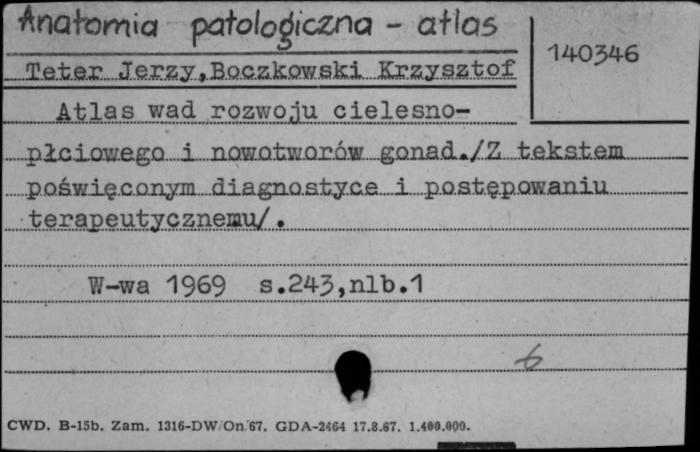 Anatomia patologiczna - atlas
140346
Teter Jerzy, Boczkowski Krzysztof
Atlas wad rozwoju cielesno-
płciowego i nowotworów gonad./Z tekstem
poświęconym diagnostyce i postępowaniu
terapeutycznemu/.
W-wa 1969 s.243,nlb.1
6
CWD. B-15b. Zam. 1316-DW/On/67. GDA-2464 17.8.67. 1.400.000.